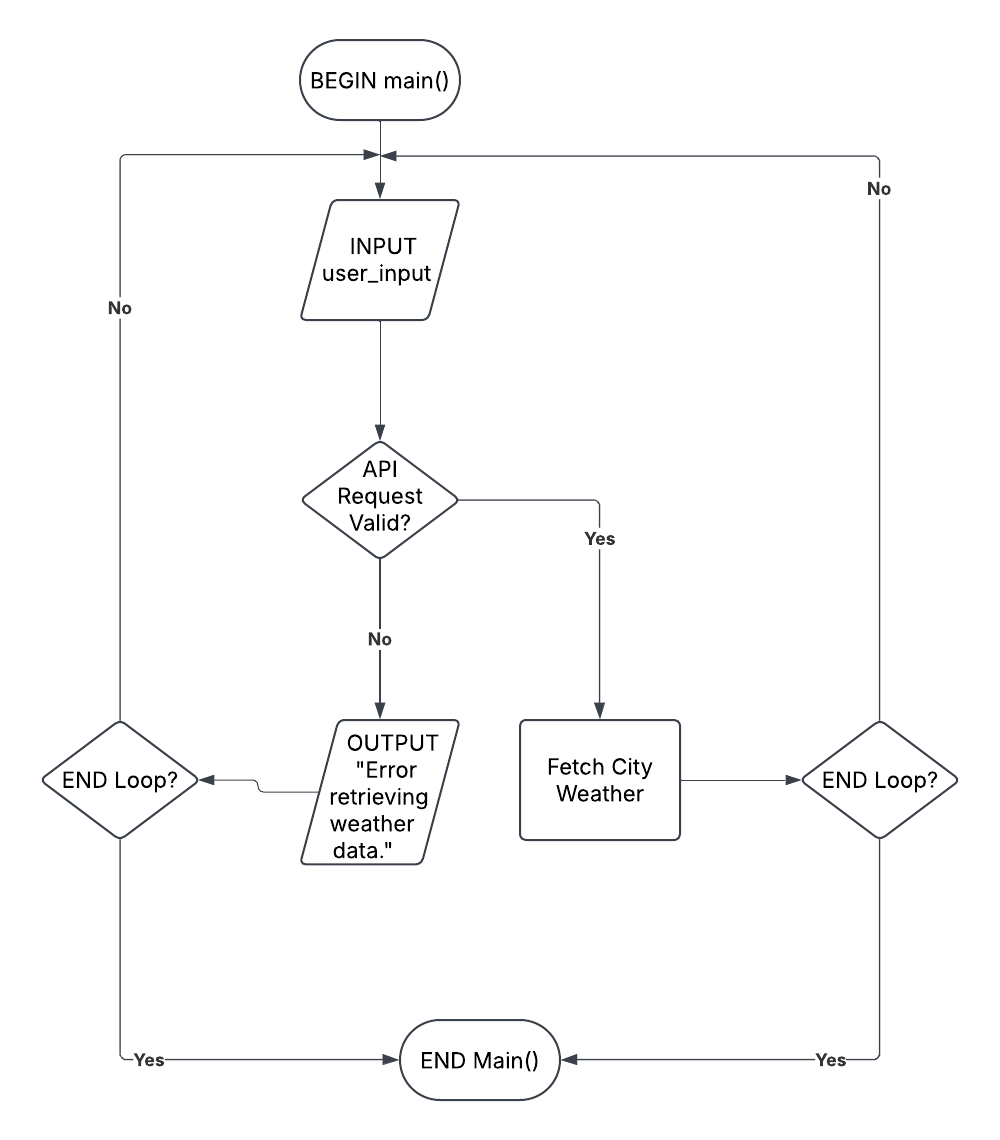 BEGIN main()
No
INPUT
user_input
No
API
Request
Valid?
Yes
No
END Loop?
OUTPUT
"Error
retrieving
weather
data."
Fetch City
Weather
END Loop?
Yes
END Main()
Yes